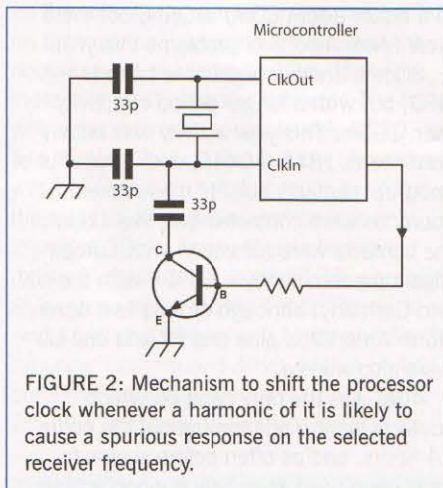 Microcontroller
ClkOut
33p
ClkIn
33p
33p
C
B
E
FIGURE 2: Mechanism to shift the processor
clock whenever a harmonic of it is likely to
cause a spurious response on the selected
receiver frequency.